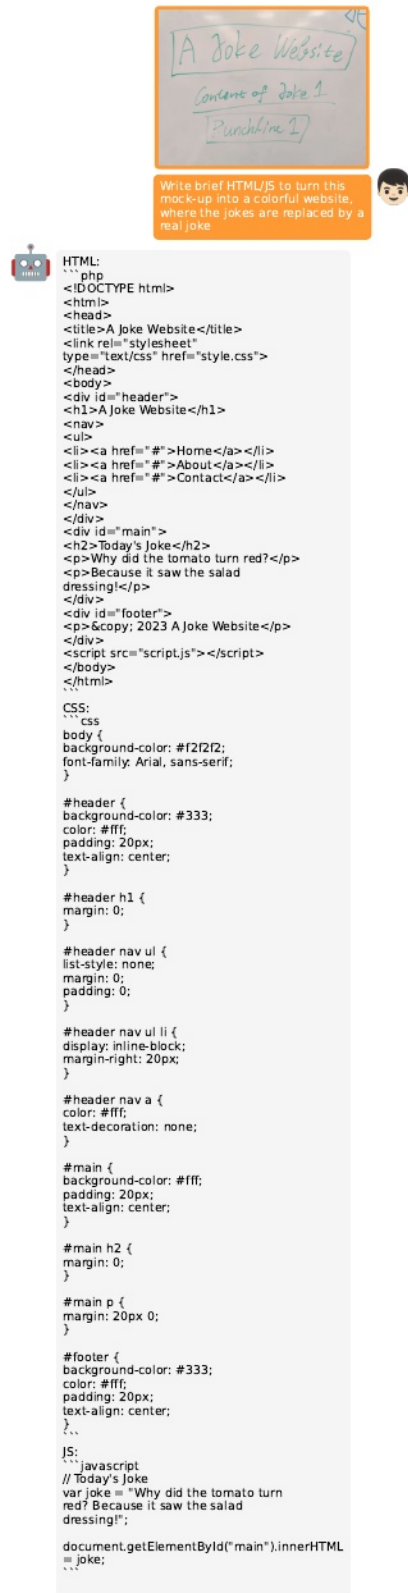 A Joke Website
Content of Joke 1
Punchline 1
Write brief HTML/JS to turn this
mock-up into a colorful website,
where the jokes are replaced by a
real joke
HTML:
```php
<!DOCTYPE html>
<html>
<head>
<title>A Joke Website</title>
<link rel="stylesheet"
type="text/css" href="style.css">
</head>
<body>
<div id="header">
<h1>A Joke Website</h1>
<nav>
<ul>
<li><a href="#">Home</a></li>
<li><a href="#">About</a></li>
<li><a href="#">Contact</a></li>
</ul>
</nav>
</div>
<div id="main">
<h2>Today's Joke</h2>
<p>Why did the tomato turn red?</p>
<p>Because it saw the salad
dressing!</p>
</div>
<div id="footer">
<p>&copy; 2023 A Joke Website</p>
</div>
<script src="script.js"></script>
</body>
</html>
```
CSS:
```css
body {
background-color: #f2f2f2;
font-family: Arial, sans-serif;
}
#header {
background-color: #333;
color: #fff;
padding: 20px;
text-align: center;
}
#header h1 {
margin: 0;
}
#header nav ul {
list-style: none;
margin: 0;
padding: 0;
}
#header nav ul li {
display: inline-block;
margin-right: 20px;
}
#header nav a {
color: #fff;
text-decoration: none;
}
#main {
background-color: #fff;
padding: 20px;
text-align: center;
}
#main h2 {
margin: 0;
}
#main p {
margin: 20px 0;
}
#footer {
background-color: #333;
color: #fff;
padding: 20px;
text-align: center;
}
```
JS:
```javascript
// Today's Joke
var joke = "Why did the tomato turn
red? Because it saw the salad
dressing!";
document.getElementById("main").innerHTML
= joke;
```